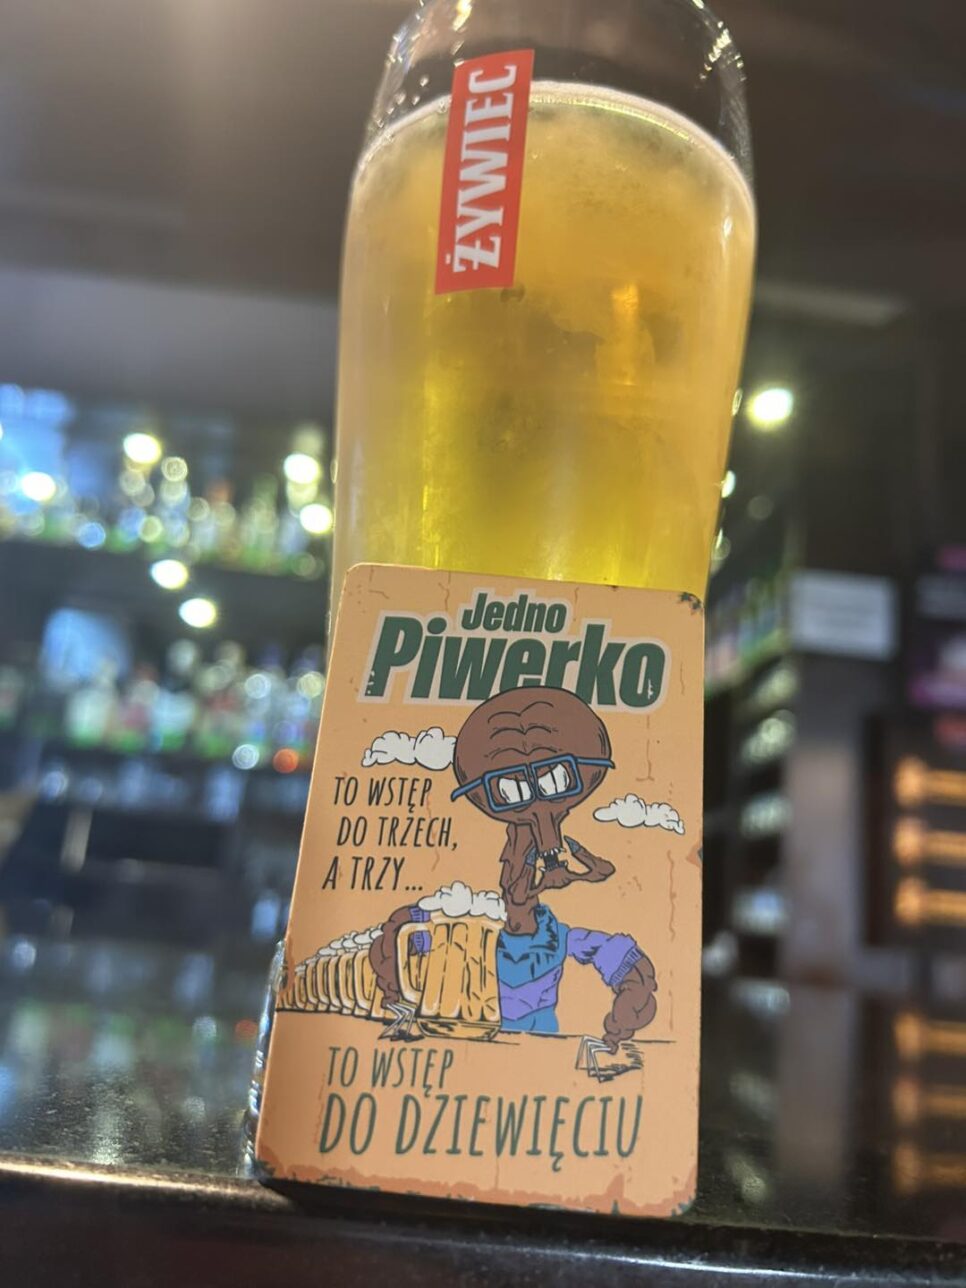 ŻYWIEC
Jedno
Piwerko
TO WSTĘP
DO TRZECH,
A TRZY...
TO WSTĘP
DO DZIEWIĘCIU